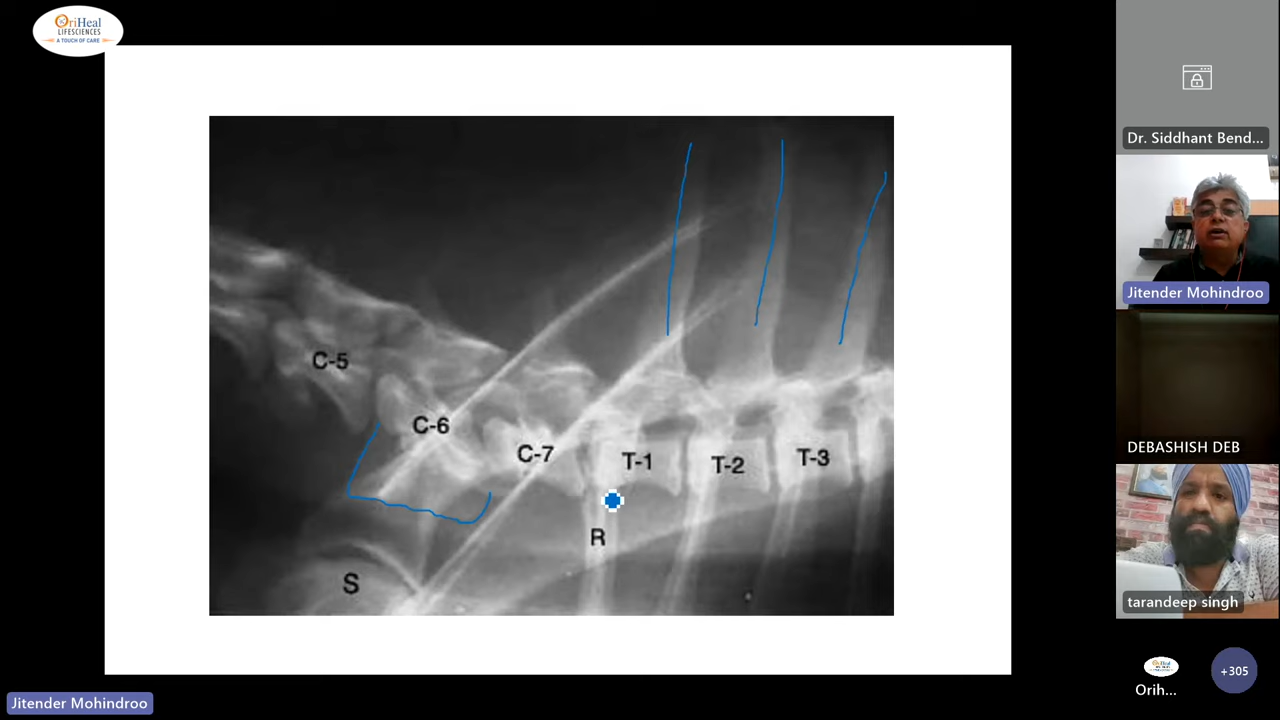 OriHeal
LIFESCIENCES
A TOUCH OF CARE
Dr. Siddhant Bend...
Jitender Mohindroo
C-5
C-6
C-7
T-1
T-2
T-3
R
S
DEBASHISH DEB
tarandeep singh
Orih...
+305
Jitender Mohindroo